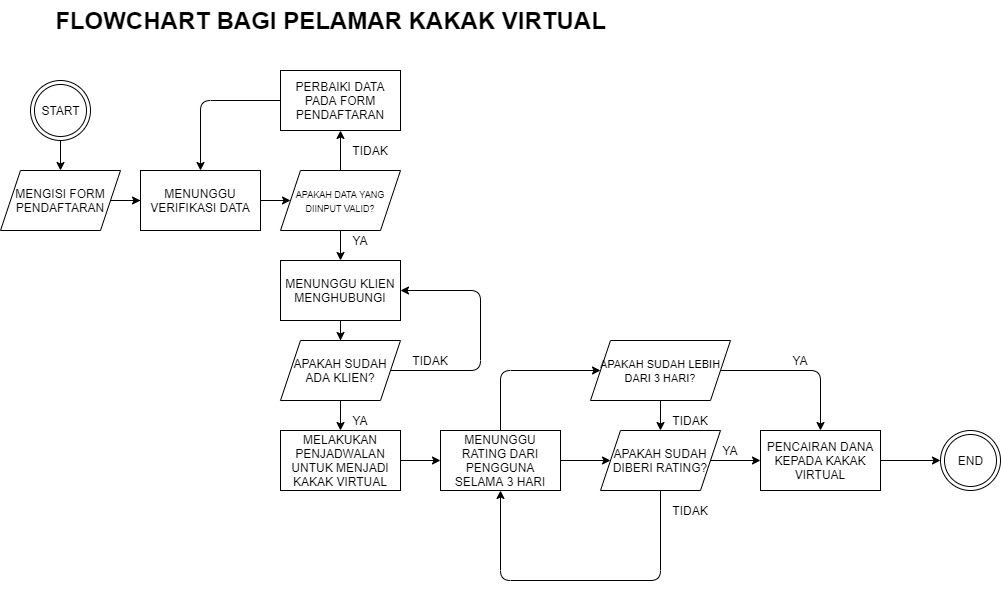 FLOWCHART BAGI PELAMAR KAKAK VIRTUAL
START
MENGISI FORM
PENDAFTARAN
MENUNGGU
VERIFIKASI DATA
PERBAIKI DATA
PADA FORM
PENDAFTARAN
TIDAK
APAKAH DATA YANG
DIINPUT VALID?
YA
MENUNGGU KLIEN
MENGHUBUNGI
APAKAH SUDAH
ADA KLIEN?
TIDAK
YA
MELAKUKAN
PENJADWALAN
UNTUK MENJADI
KAKAK VIRTUAL
MENUNGGU
RATING DARI
PENGGUNA
SELAMA 3 HARI
APAKAH SUDAH LEBIH
DARI 3 HARI?
YA
TIDAK
APAKAH SUDAH
DIBERI RATING?
YA
TIDAK
PENCAIRAN DANA
KEPADA KAKAK
VIRTUAL
END